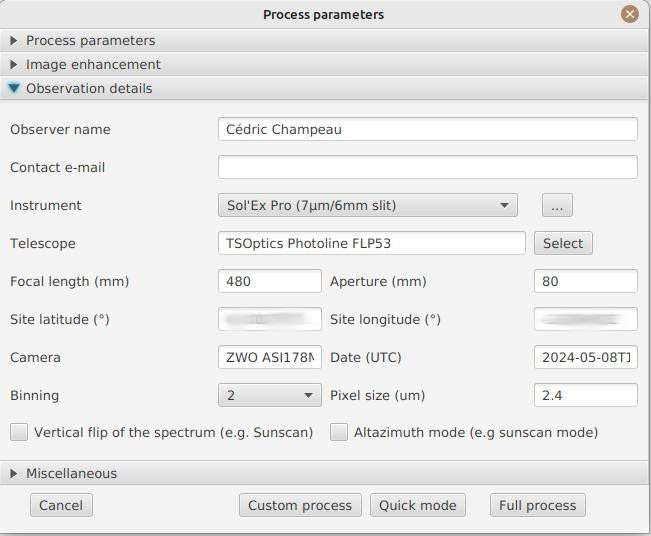 Process parameters
Process parameters
Image enhancement
Observation details
Observer name Cédric Champeau
Contact e-mail
Instrument Sol'Ex Pro (7μm/6mm slit) ...
Telescope TSOptics Photoline FLP53 Select
Focal length (mm) 480 Aperture (mm) 80
Site latitude (°) Site longitude (°)
Camera ZWO ASI178M Date (UTC) 2024-05-08T1
Binning 2 Pixel size (um) 2.4
Vertical flip of the spectrum (e.g. Sunscan) Altazimuth mode (e.g sunscan mode)
Miscellaneous
Cancel Custom process Quick mode Full process